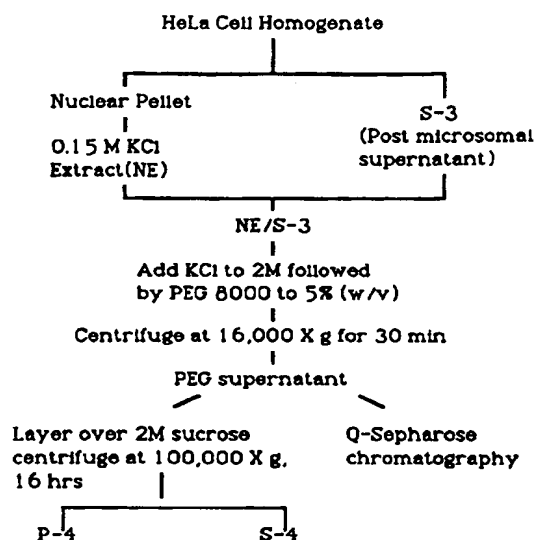 HeLa Cell Homogenate
Nuclear Pellet
0.15 M KCl
Extract(NE)
S-3
(Post microsomal
supernatant)
NE/S-3
Add KCl to 2M followed
by PEG 8000 to 5% (w/v)
Centrifuge at 16,000 X g for 30 min
PEG supernatant
Layer over 2M sucrose
centrifuge at 100,000 X g,
16 hrs
Q-Sepharose
chromatography
P-4
S-4